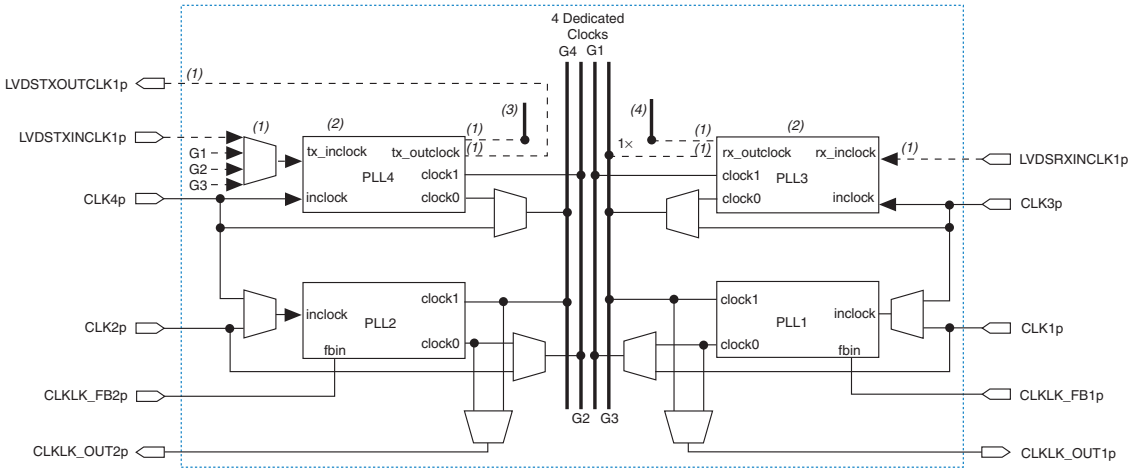 4 Dedicated
Clocks
G4 G1
LVDSTXOUTCLK1p
(1)
(3)
(4)
LVDSTXINCLK1p
(1)
(2)
(1)
1×
(1)
(2)
G1
G2
G3
tx_inclock
tx_outclock
(1)
(1)
rx_outclock
rx_inclock
(1)
LVDSRXINCLK1p
PLL4
clock1
clock1
PLL3
CLK4p
inclock
clock0
clock0
inclock
CLK3p
clock1
clock1
CLK2p
inclock
PLL2
PLL1
inclock
CLK1p
clock0
clock0
fbin
fbin
CLKLK_FB2p
CLKLK_FB1p
G2 G3
CLKLK_OUT2p
CLKLK_OUT1p